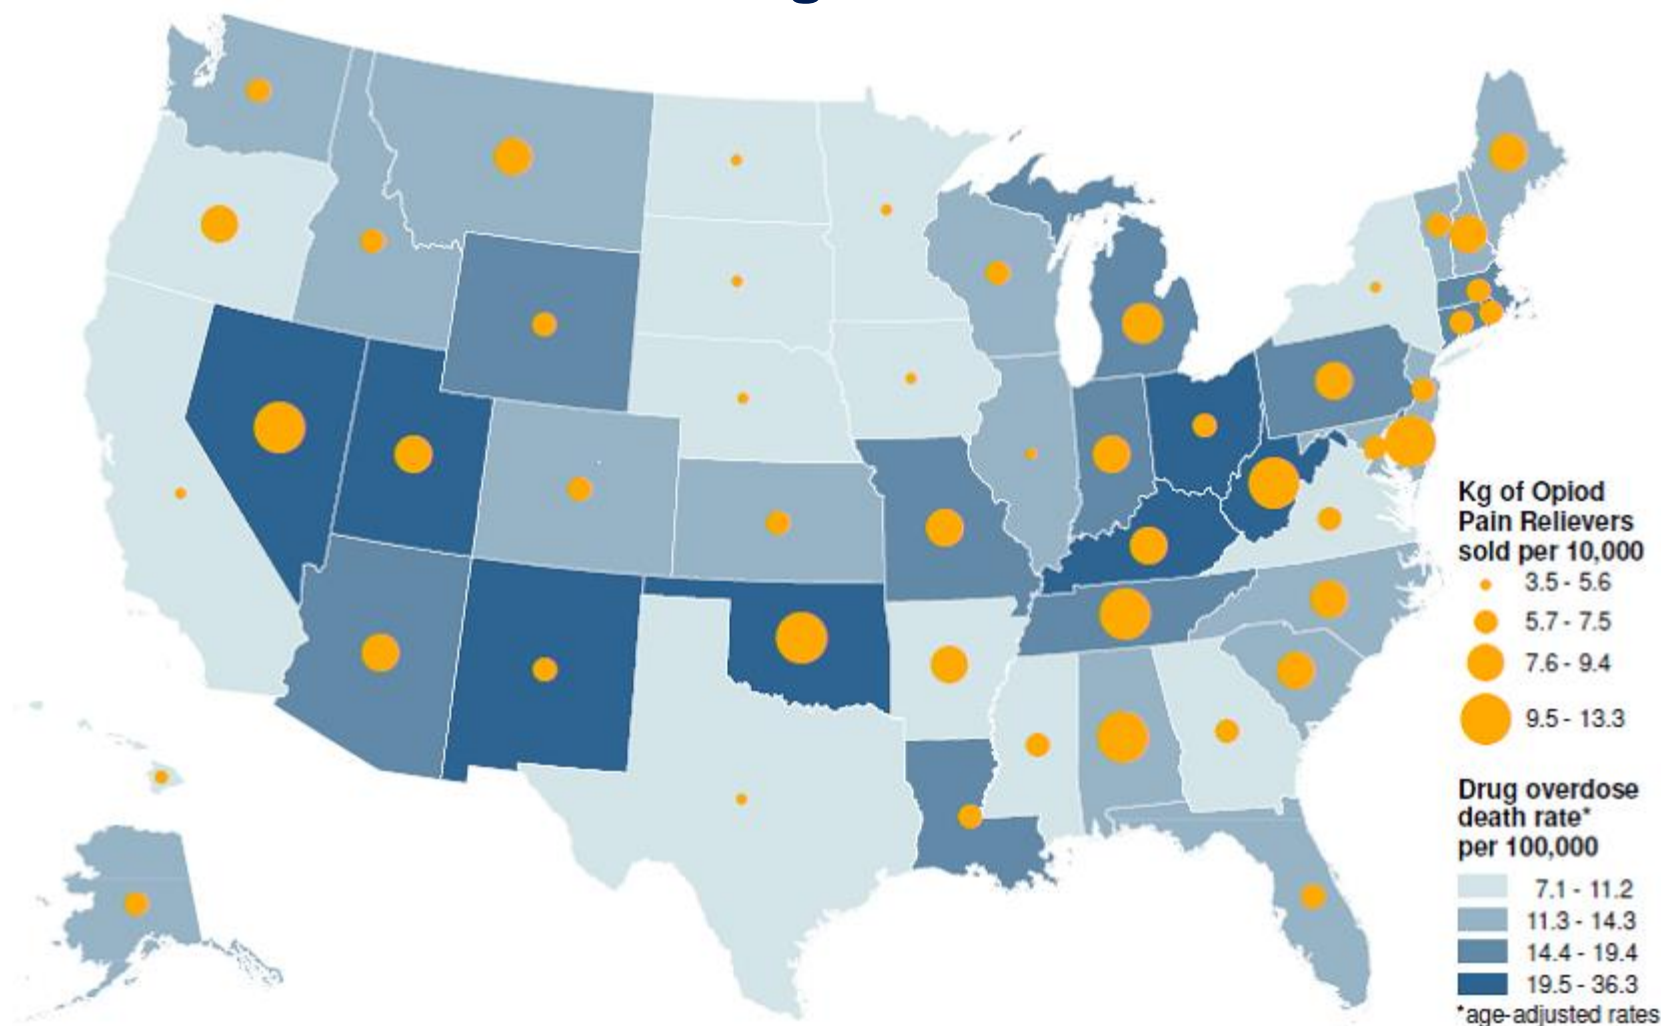 Kg of Opiod
Pain Relievers
sold per 10,000
3.5 - 5.6
5.7 - 7.5
7.6 - 9.4
9.5 - 13.3
Drug overdose
death rate*
per 100,000
7.1 - 11.2
11.3 - 14.3
14.4 - 19.4
19.5 - 36.3
*age-adjusted rates